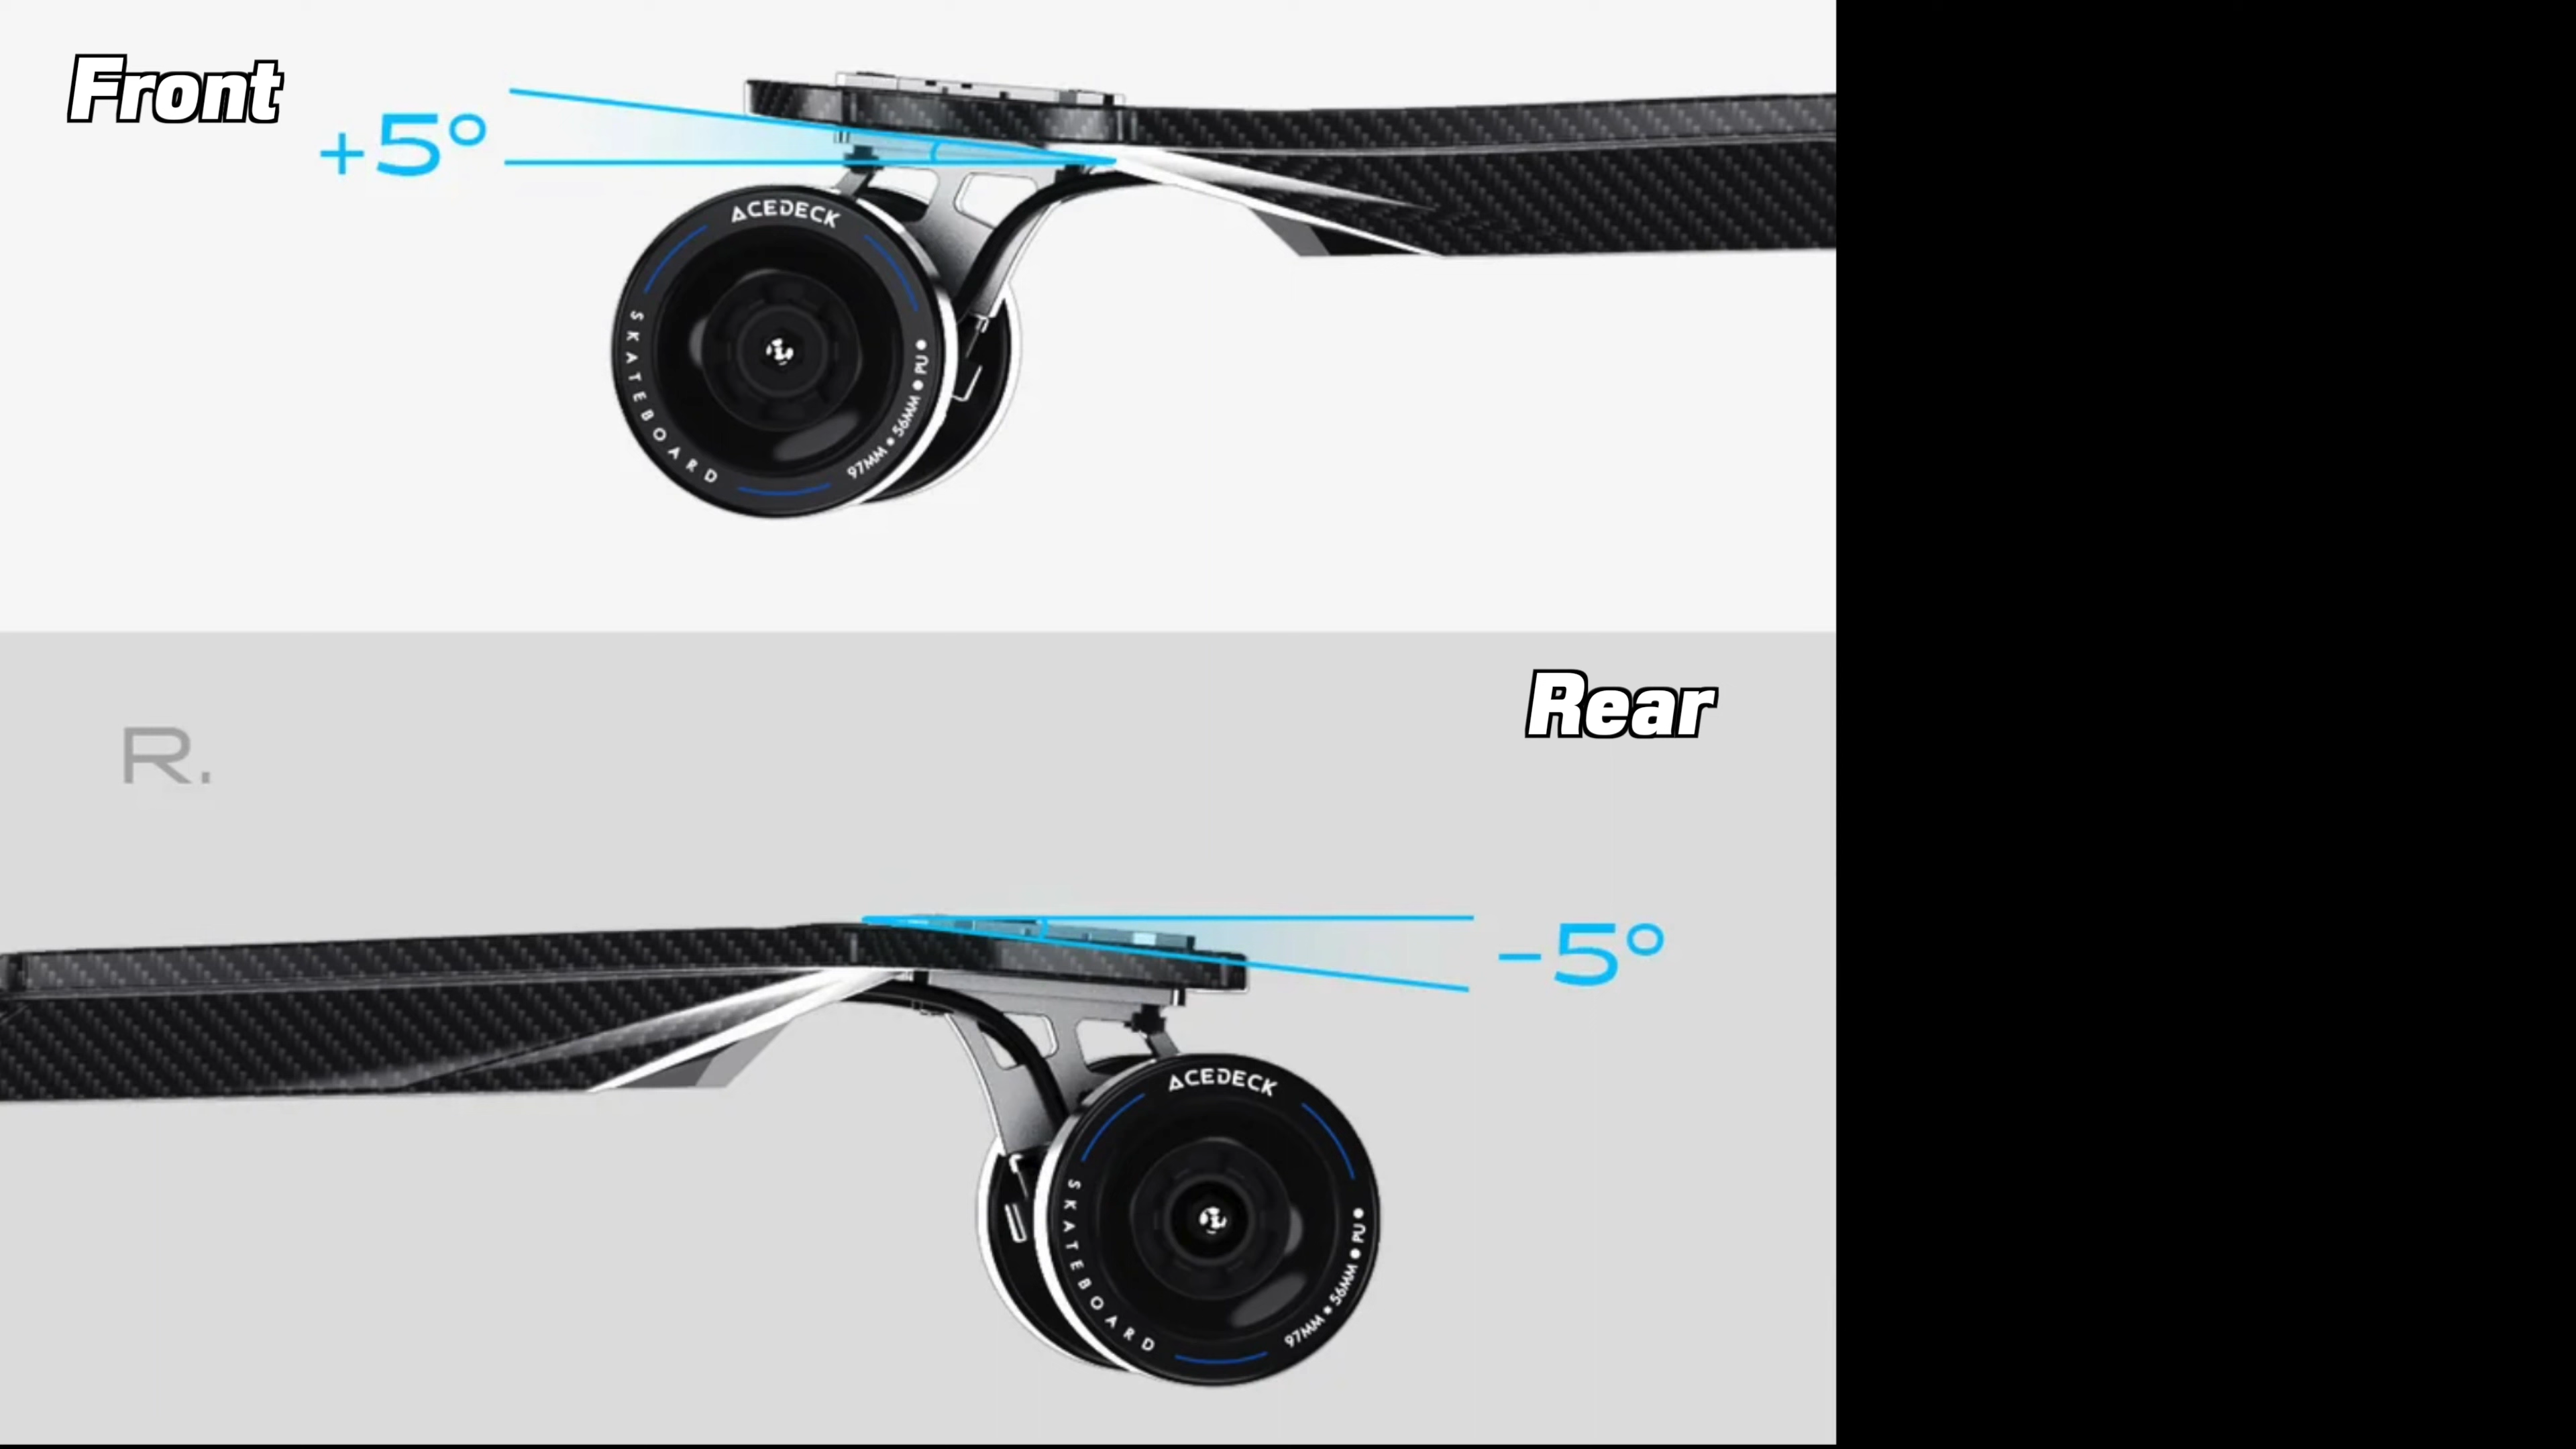 Front
+5°
ACEDECK
SKATEBOARD
97MM • 56MM • PU •
Rear
R.
-5°
ACEDECK
SKATEBOARD
97MM • 56MM • PU •